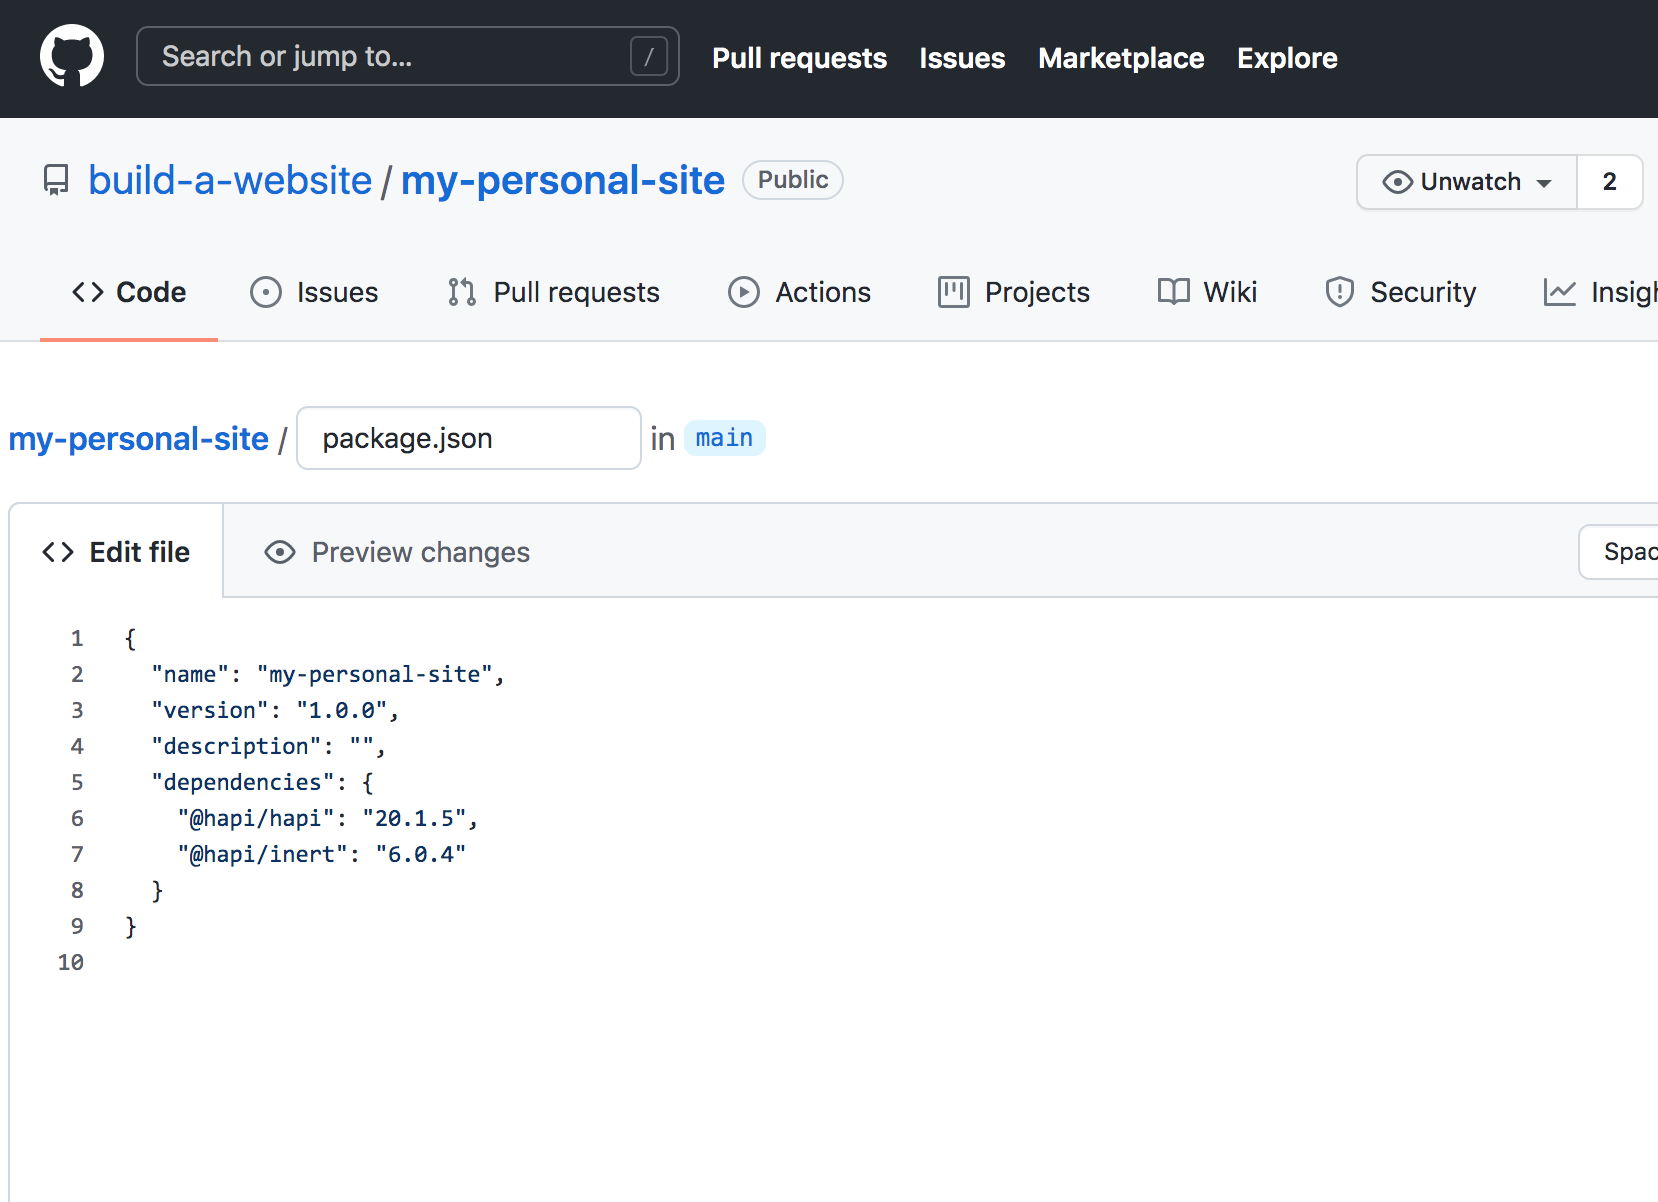 Search or jump to... /
Pull requests Issues Marketplace Explore
build-a-website / my-personal-site Public
Unwatch 2
Code Issues Pull requests Actions Projects Wiki Security Insigh
my-personal-site / package.json in main
Edit file Preview changes Spac
1 {
2 "name": "my-personal-site",
3 "version": "1.0.0",
4 "description": "",
5 "dependencies": {
6 "@hapi/hapi": "20.1.5",
7 "@hapi/inert": "6.0.4"
8 }
9 }
10